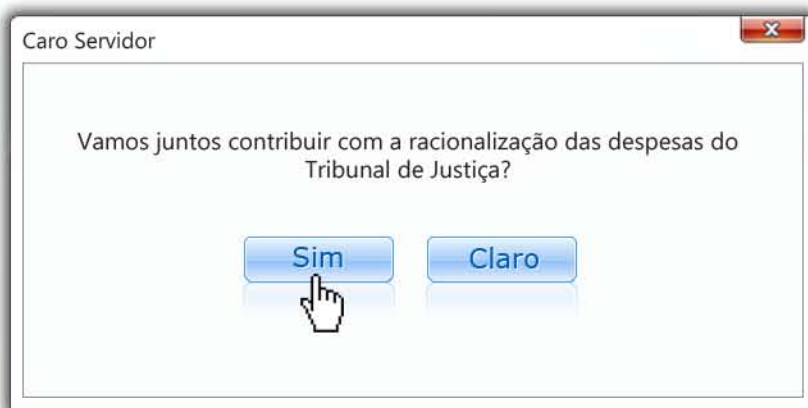 Caro Servidor
Vamos juntos contribuir com a racionalização das despesas do
Tribunal de Justiça?
Sim
Claro